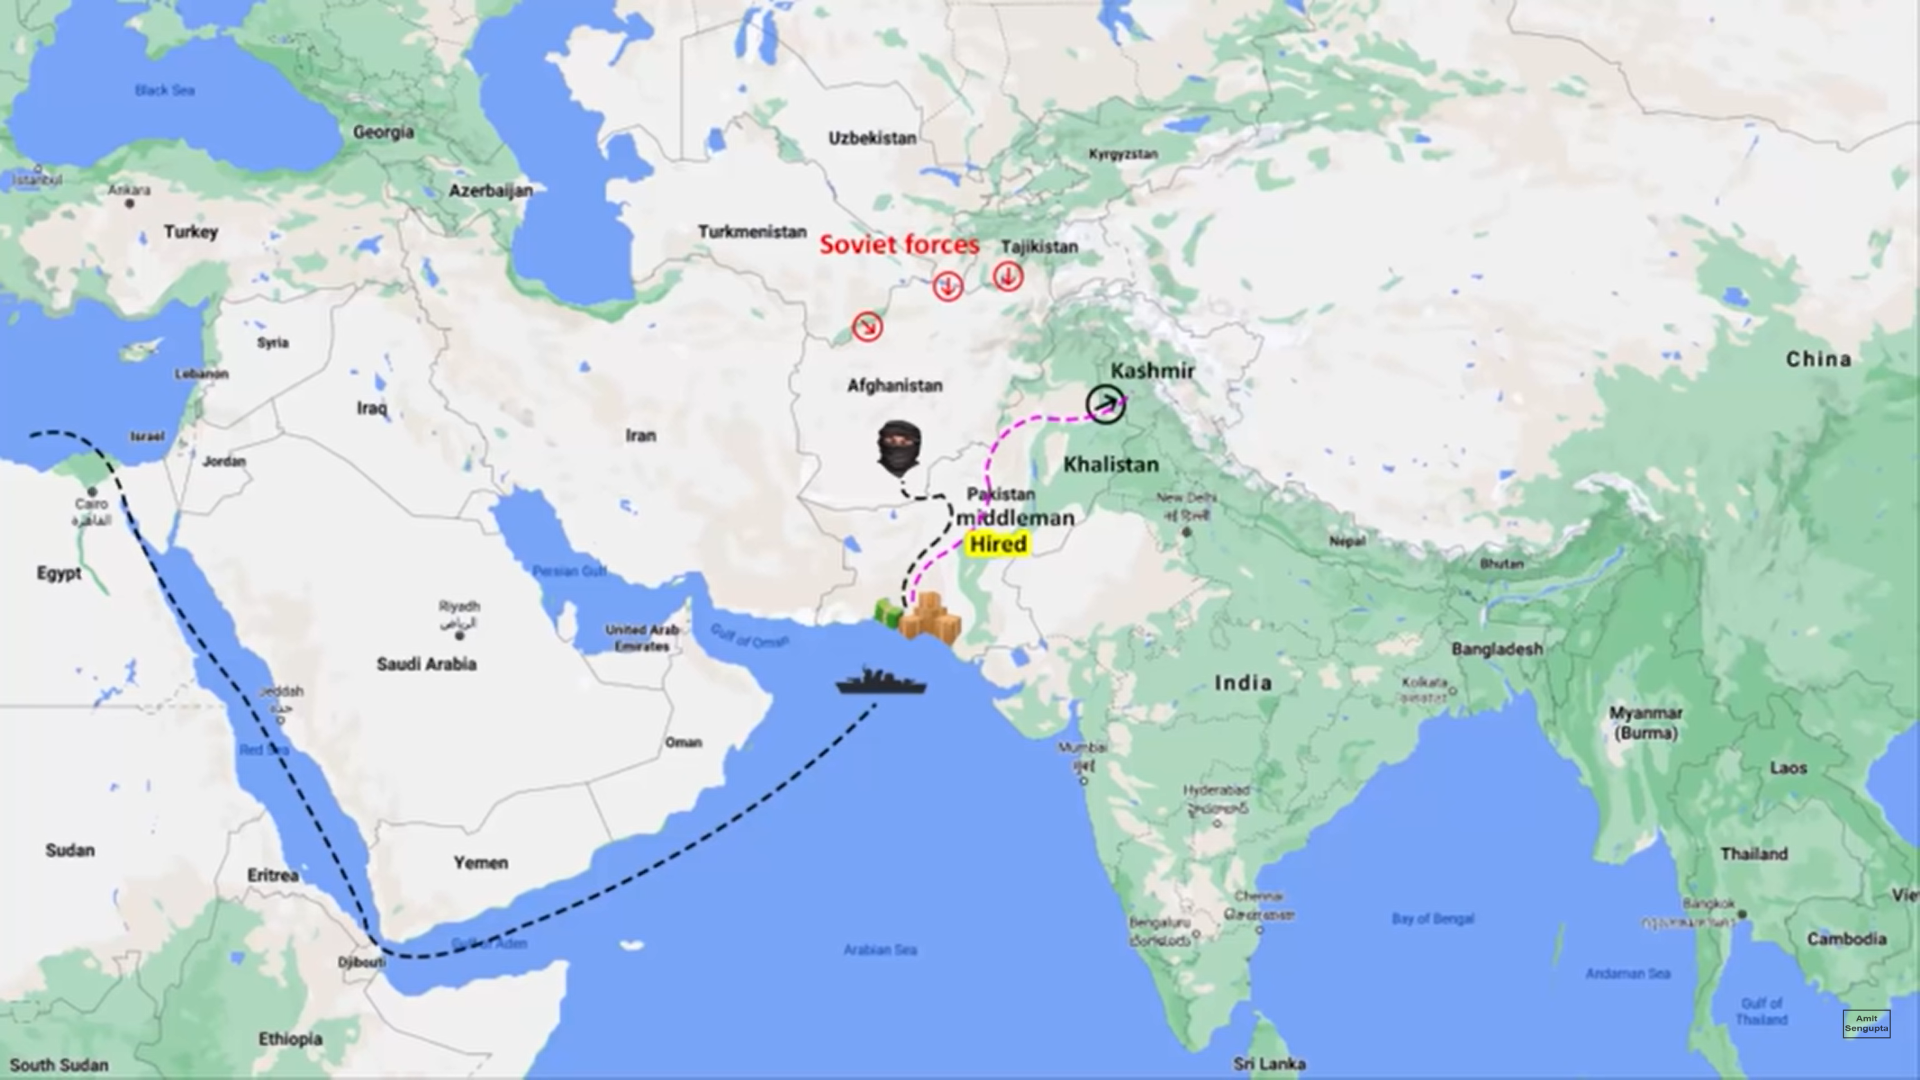 Black Sea
Georgia
Uzbekistan
Kyrgyzstan
Istanbul
Ankara
Azerbaijan
Turkey
Turkmenistan
Soviet forces
Tajikistan
Syria
Lebanon
Afghanistan
Kashmir
China
Iraq
Iran
Israel
Jordan
Khalistan
Cairo
القاهرة
Pakistan
New Delhi
नई दिल्ली
middleman
Hired
Nepal
Bhutan
Egypt
Persian Gulf
Riyadh
الرياض
United Arab
Emirates
Gulf of Oman
Saudi Arabia
Bangladesh
India
Kolkata
Jeddah
جدة
Myanmar
(Burma)
Red Sea
Oman
Mumbai
मुंबई
Laos
Hyderabad
Sudan
Yemen
Thailand
Eritrea
Chennai
சென்னை
Vie
Bangkok
Bay of Bengal
Bengaluru
Gulf of Aden
Arabian Sea
Cambodia
Djibouti
Andaman Sea
Gulf of
Thailand
Amit
Sengupta
Ethiopia
South Sudan
Sri Lanka